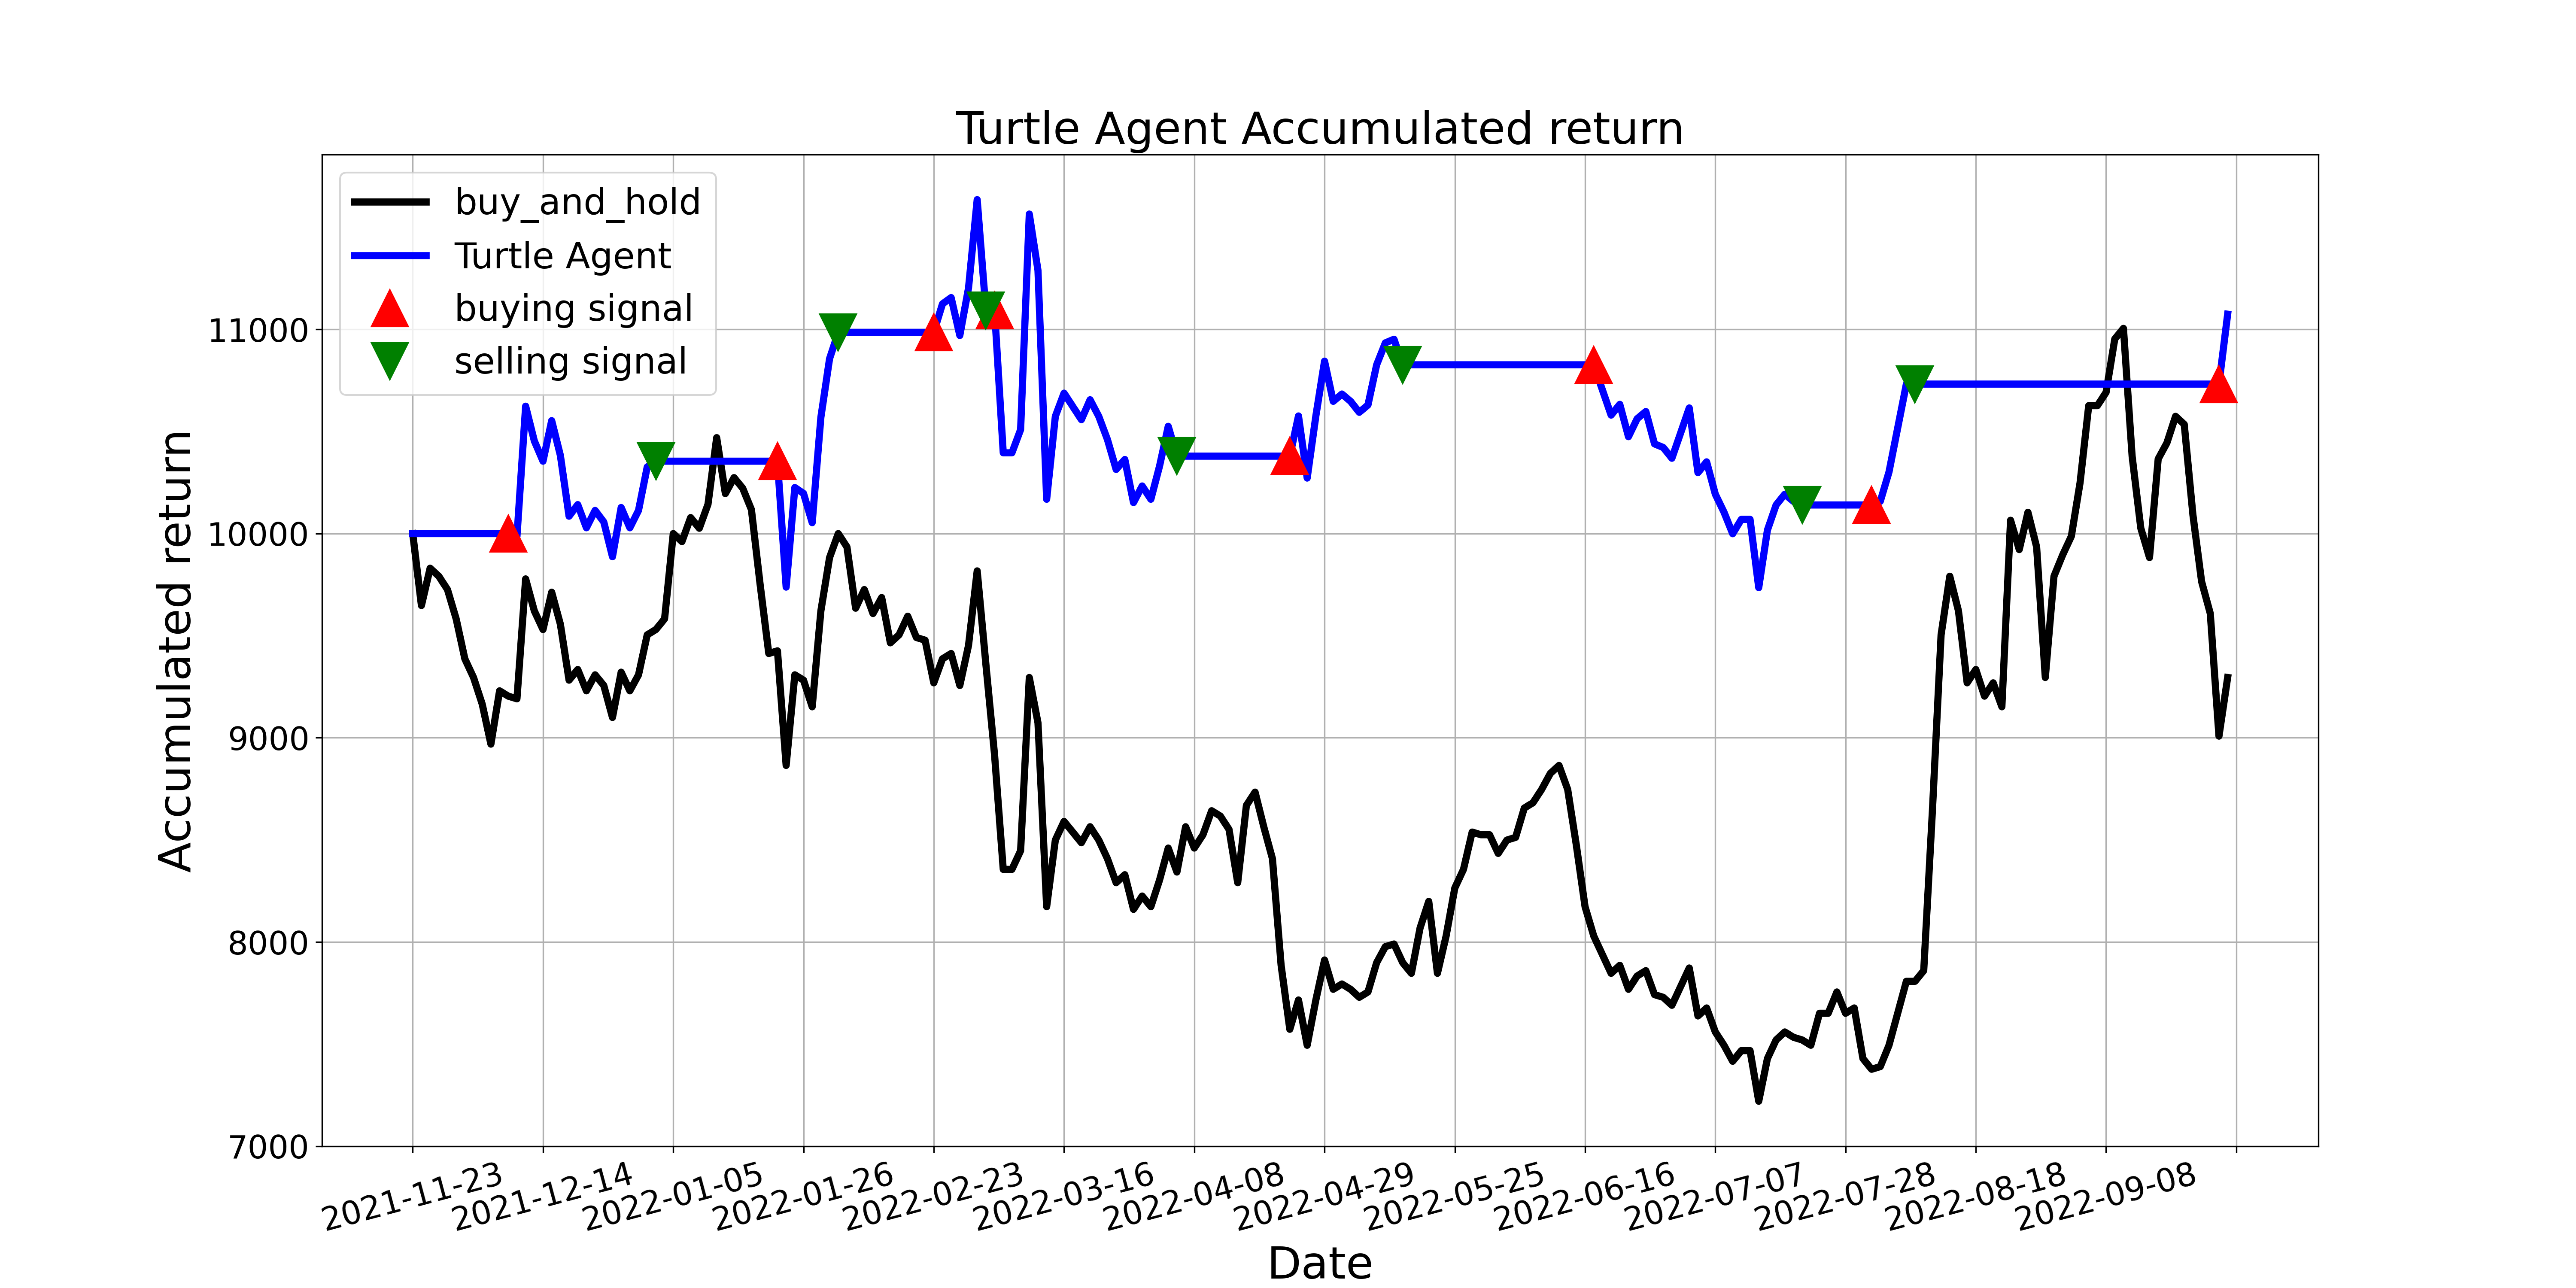 Turtle Agent Accumulated return
buy_and_hold
Turtle Agent
buying signal
selling signal
Accumulated return
11000
10000
9000
8000
7000
2021-11-23
2021-12-14
2022-01-05
2022-01-26
2022-02-23
2022-03-16
2022-04-08
2022-04-29
2022-05-25
2022-06-16
2022-07-07
2022-07-28
2022-08-18
2022-09-08
Date